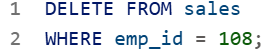 1 DELETE FROM sales
2 WHERE emp_id = 108;